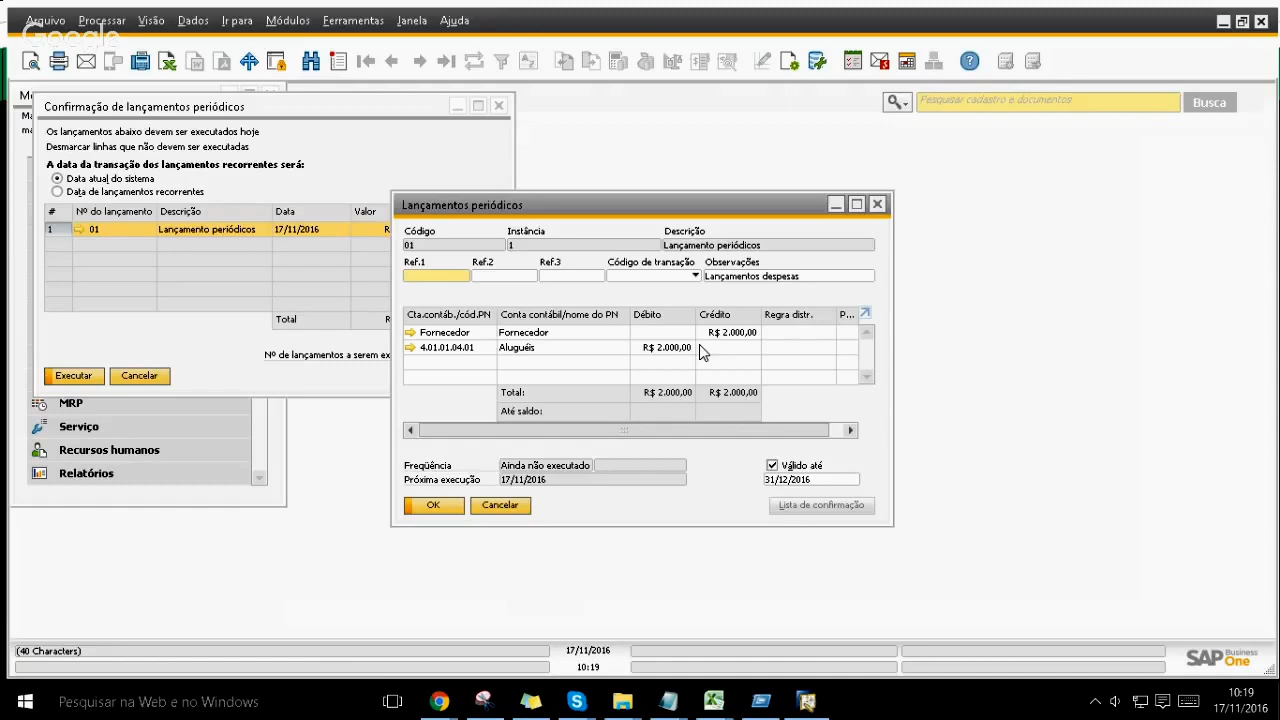 Arquivo Processar Visão Dados Ir para Módulos Ferramentas Janela Ajuda
Google
Pesquisar cadastro e documentos Busca
Confirmação de lançamentos periódicos
Os lançamentos abaixo devem ser executados hoje
Desmarcar linhas que não devem ser executadas
A data da transação dos lançamentos recorrentes será:
Data atual do sistema
Data de lançamentos recorrentes
# Nº do lançamento Descrição Data Valor
1 01 Lançamento periódicos 17/11/2016 R
Total R
Nº de lançamentos a serem ex
Executar Cancelar
MRP
Serviço
Recursos humanos
Relatórios
Lançamentos periódicos
Código Instância Descrição
01 1 Lançamento periódicos
Ref.1 Ref.2 Ref.3 Código de transação Observações
Lançamentos despesas
Cta.contáb./cód.PN Conta contábil/nome do PN Débito Crédito Regra distr. P...
Fornecedor Fornecedor R$ 2.000,00
4.01.01.04.01 Aluguéis R$ 2.000,00
Total: R$ 2.000,00 R$ 2.000,00
Até saldo:
Freqüência Ainda não executado Válido até
Próxima execução 17/11/2016 31/12/2016
OK Cancelar Lista de confirmação
(40 Characters) 17/11/2016
10:19
SAP Business One
Pesquisar na Web e no Windows
10:19
17/11/2016